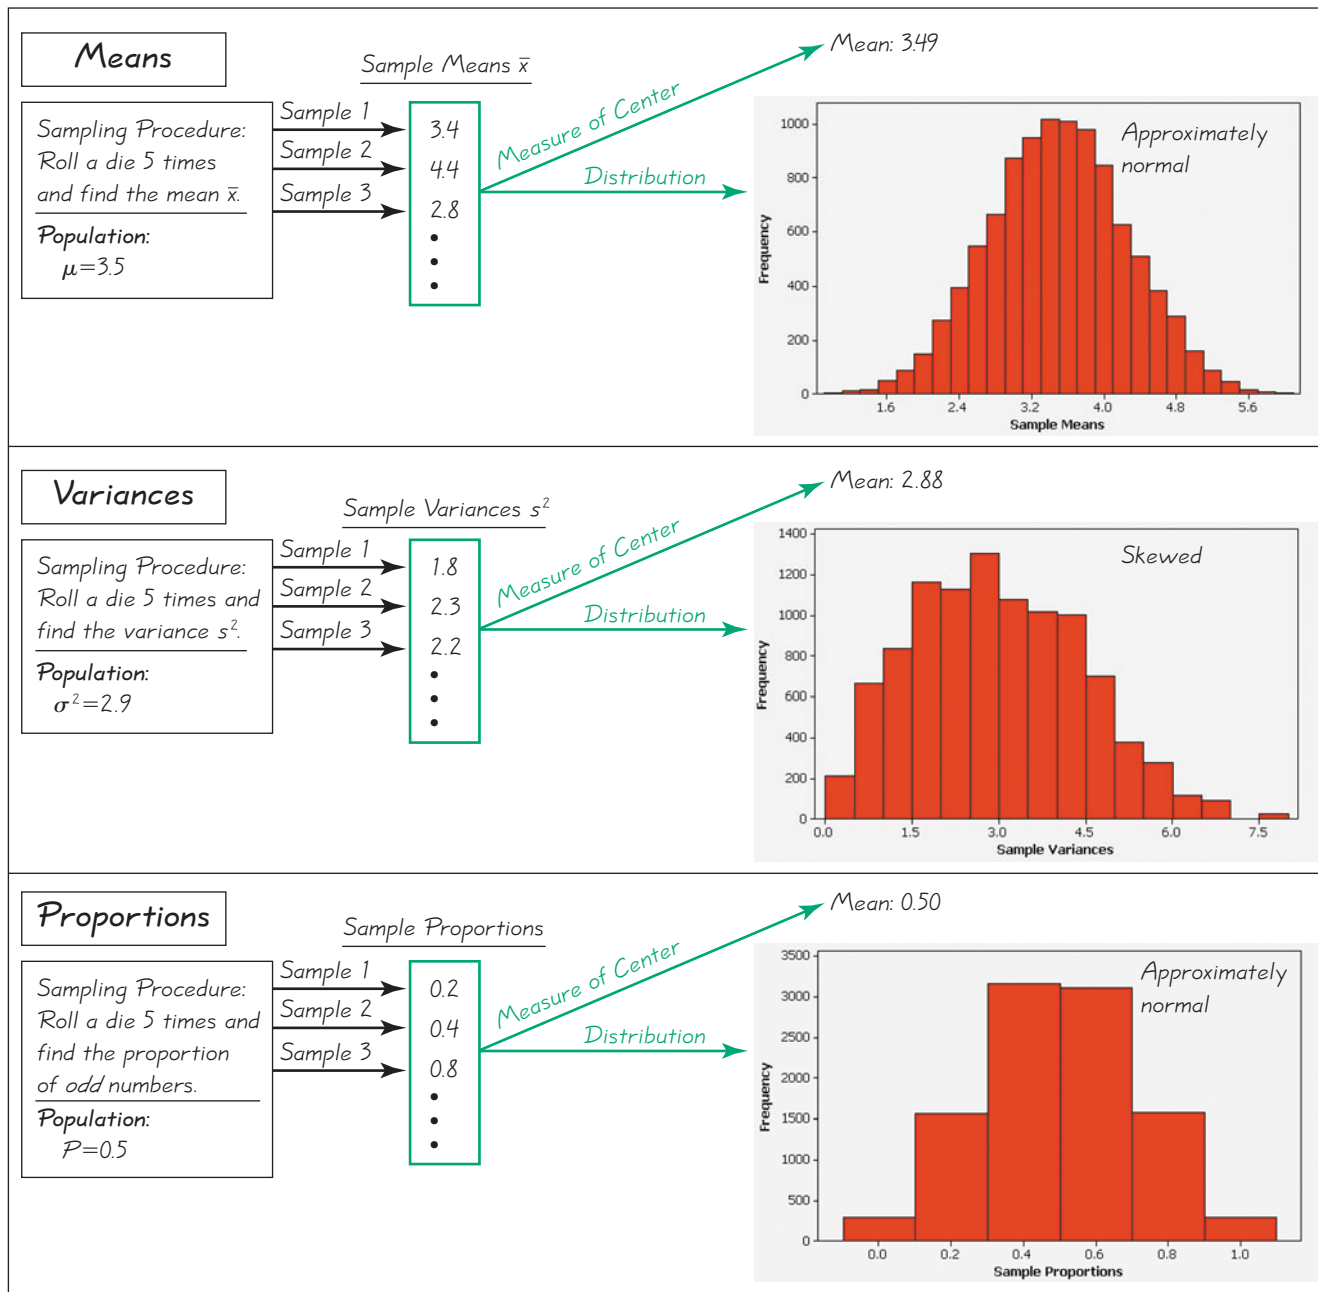 Means
Sampling Procedure:
Roll a die 5 times
and find the mean x̄.
Population:
μ=3.5
Sample 1
Sample 2
Sample 3
Sample Means x̄
3.4
4.4
2.8
Measure of Center
Distribution
Mean: 3.49
Approximately
normal
Frequency
1000
800
600
400
200
0
1.6 2.4 3.2 4.0 4.8 5.6
Sample Means
Variances
Sampling Procedure:
Roll a die 5 times and
find the variance s².
Population:
σ²=2.9
Sample 1
Sample 2
Sample 3
Sample Variances s²
1.8
2.3
2.2
Measure of Center
Distribution
Mean: 2.88
Skewed
Frequency
1400
1200
1000
800
600
400
200
0
0.0 1.5 3.0 4.5 6.0 7.5
Sample Variances
Proportions
Sampling Procedure:
Roll a die 5 times and
find the proportion
of odd numbers.
Population:
P=0.5
Sample 1
Sample 2
Sample 3
Sample Proportions
0.2
0.4
0.8
Measure of Center
Distribution
Mean: 0.50
Approximately
normal
Frequency
3500
3000
2500
2000
1500
1000
500
0
0.0 0.2 0.4 0.6 0.8 1.0
Sample Proportions